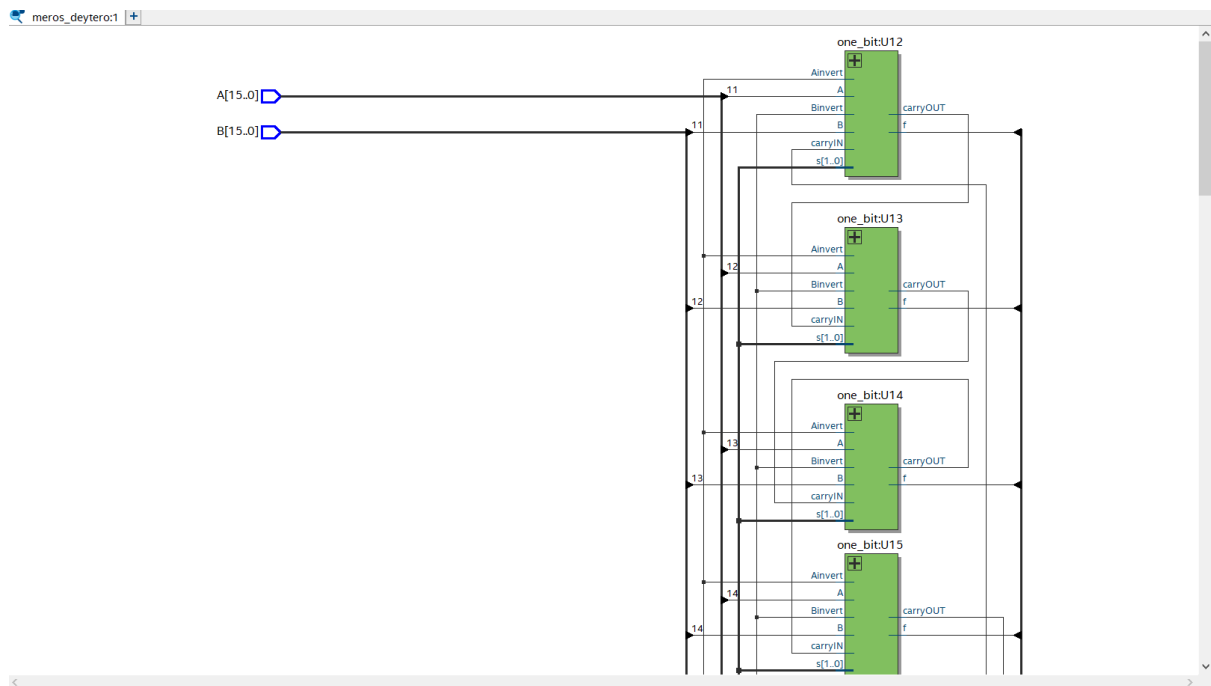 meros_deytero:1
one_bit:U12
Ainvert
A[15..0]
11
A
Binvert
carryOUT
B[15..0]
11
B
f
carryIN
s[1..0]
one_bit:U13
Ainvert
12
A
Binvert
carryOUT
12
B
f
carryIN
s[1..0]
one_bit:U14
Ainvert
13
A
Binvert
carryOUT
13
B
f
carryIN
s[1..0]
one_bit:U15
Ainvert
14
A
Binvert
carryOUT
14
B
f
carryIN
s[1..0]